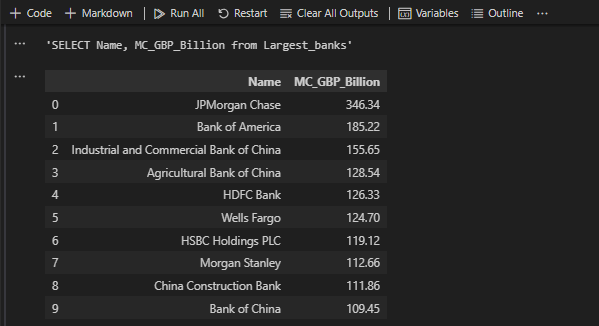 + Code + Markdown | Run All Restart Clear All Outputs | Variables Outline ...
... 'SELECT Name, MC_GBP_Billion from Largest_banks'
...
Name MC_GBP_Billion
0 JPMorgan Chase 346.34
1 Bank of America 185.22
2 Industrial and Commercial Bank of China 155.65
3 Agricultural Bank of China 128.54
4 HDFC Bank 126.33
5 Wells Fargo 124.70
6 HSBC Holdings PLC 119.12
7 Morgan Stanley 112.66
8 China Construction Bank 111.86
9 Bank of China 109.45